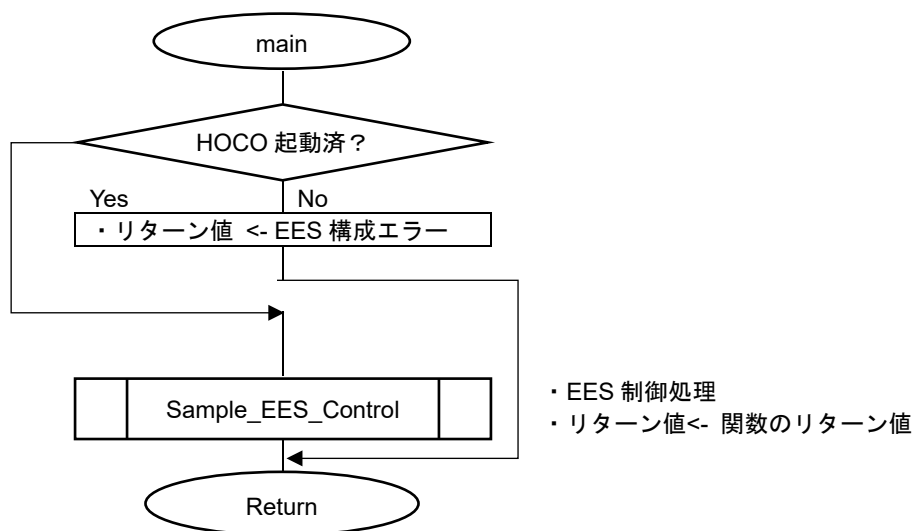 main
HOCO 起動済？
Yes
No
・リターン値 <- EES 構成エラー
Sample_EES_Control
・EES 制御処理
・リターン値<- 関数のリターン値
Return